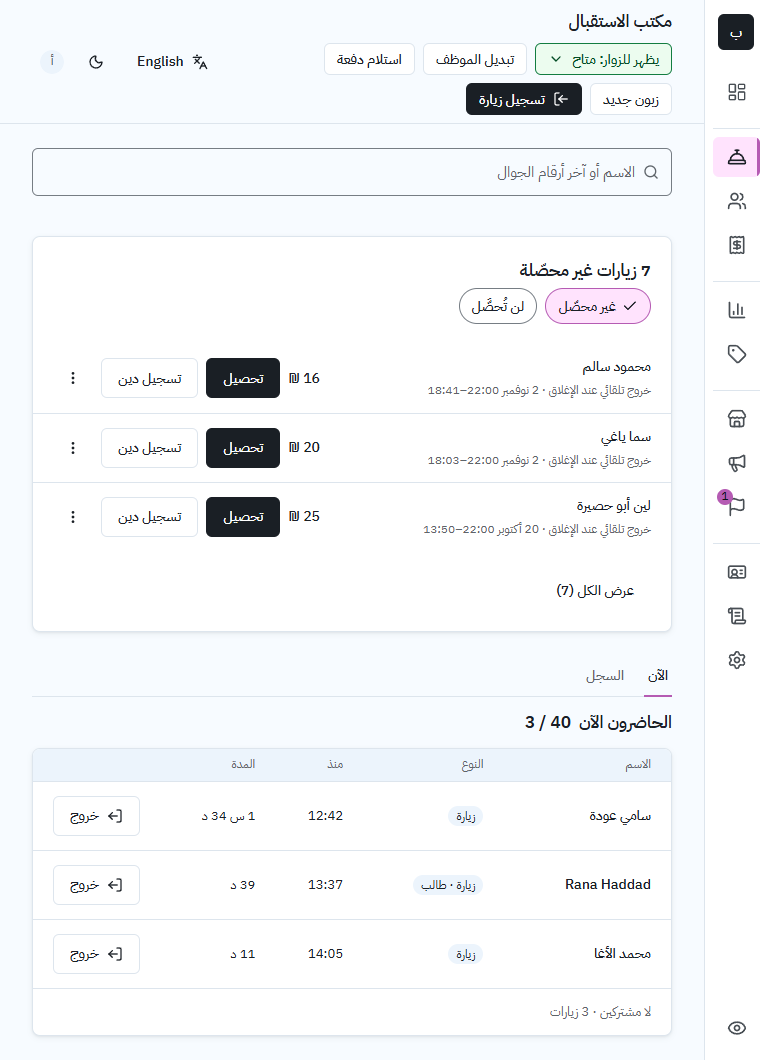 ب
مكتب الاستقبال
يظهر للزوار: متاح
تبديل الموظف
استلام دفعة
English
أ
زبون جديد
تسجيل زيارة
الاسم أو آخر أرقام الجوال
7 زيارات غير محصّلة
غير محصّل
لن تُحصَّل
محمود سالم
خروج تلقائي عند الإغلاق · 2 نوفمبر 22:00–18:41
16 ₪
تحصيل
تسجيل دين
سما ياغي
خروج تلقائي عند الإغلاق · 2 نوفمبر 22:00–18:03
20 ₪
تحصيل
تسجيل دين
لين أبو حصيرة
خروج تلقائي عند الإغلاق · 20 أكتوبر 22:00–13:50
25 ₪
تحصيل
تسجيل دين
عرض الكل (7)
1
الآن
السجل
الحاضرون الآن 40 / 3
الاسم
النوع
منذ
المدة
سامي عودة
زيارة
12:42
1 س 34 د
خروج
Rana Haddad
زيارة · طالب
13:37
39 د
خروج
محمد الأغا
زيارة
14:05
11 د
خروج
لا مشتركين · 3 زيارات